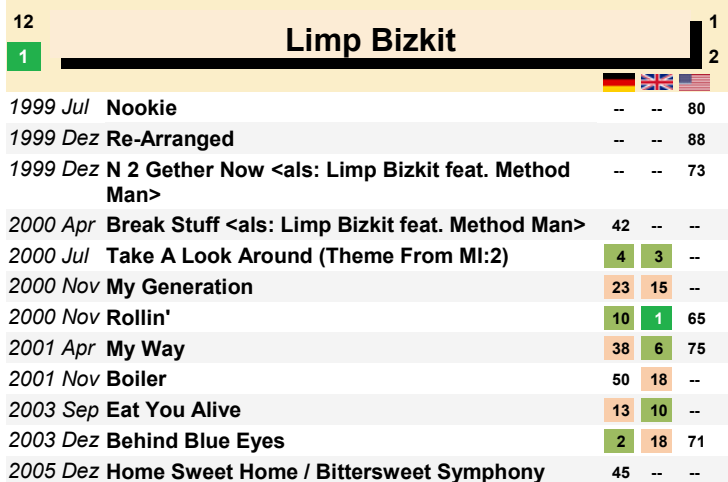 12
Limp Bizkit
1
1
2
1999 Jul Nookie -- -- 80
1999 Dez Re-Arranged -- -- 88
1999 Dez N 2 Gether Now <als: Limp Bizkit feat. Method -- -- 73
Man>
2000 Apr Break Stuff <als: Limp Bizkit feat. Method Man> 42 -- --
2000 Jul Take A Look Around (Theme From MI:2) 4 3 --
2000 Nov My Generation 23 15 --
2000 Nov Rollin' 10 1 65
2001 Apr My Way 38 6 75
2001 Nov Boiler 50 18 --
2003 Sep Eat You Alive 13 10 --
2003 Dez Behind Blue Eyes 2 18 71
2005 Dez Home Sweet Home / Bittersweet Symphony 45 -- --